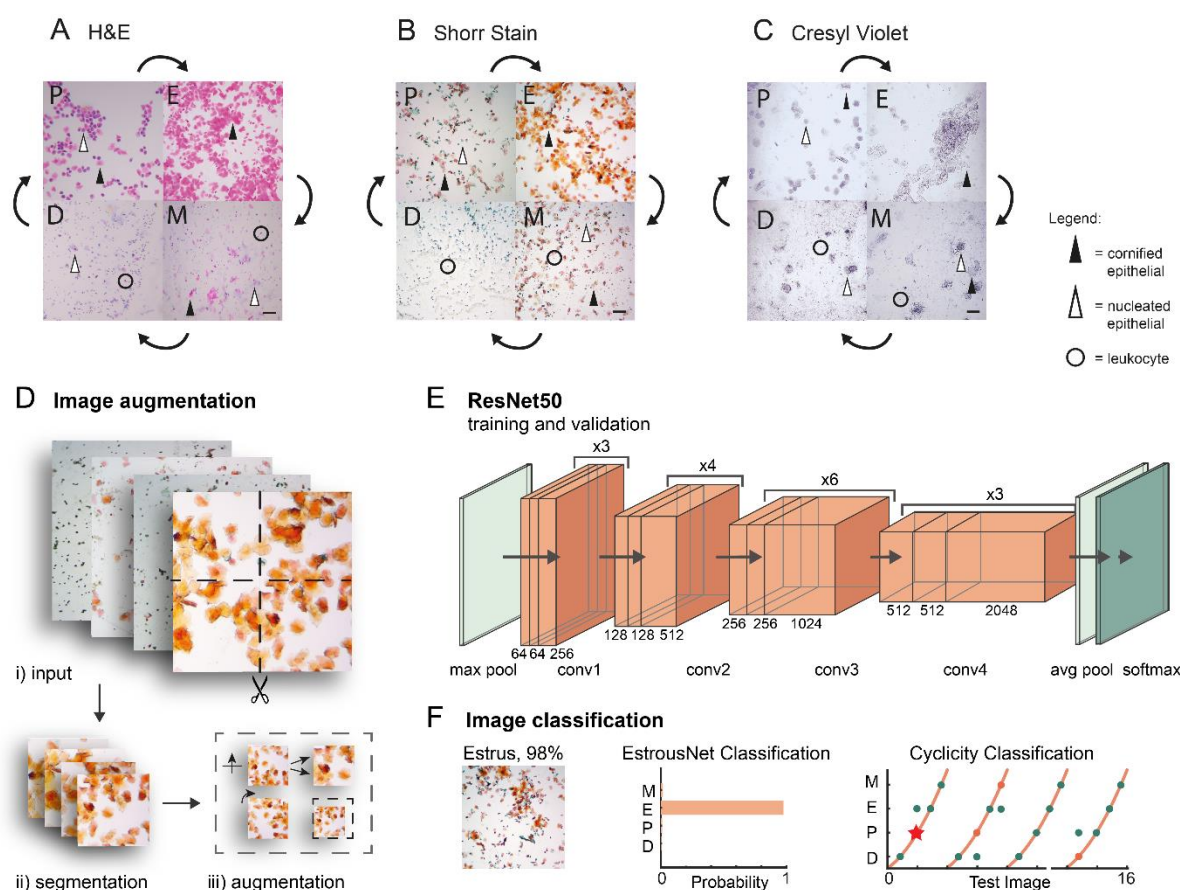 A H&E
P
E
D
M
B Shorr Stain
P
E
D
M
C Cresyl Violet
P
E
D
M
Legend:
= cornified
epithelial
= nucleated
epithelial
= leukocyte
D Image augmentation
i) input
ii) segmentation
iii) augmentation
E ResNet50
training and validation
x3
x4
x6
x3
64 64 256
128 128 512
256 256 1024
512 512 2048
max pool
conv1
conv2
conv3
conv4
avg pool
softmax
F Image classification
Estrus, 98%
EstrousNet Classification
M
E
P
D
0
1
Probability
Cyclicity Classification
M
E
P
D
0
16
Test Image